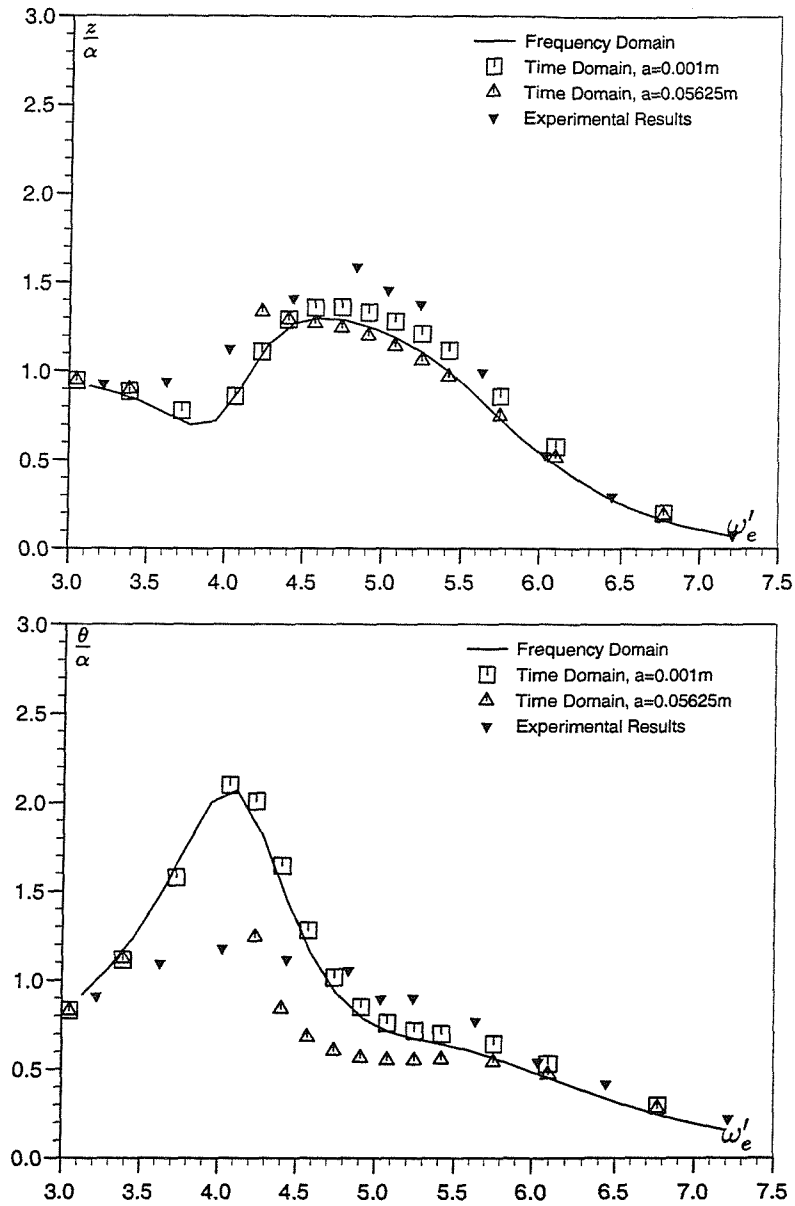 3.0
z/α
Frequency Domain
Time Domain, a=0.001m
2.5
Time Domain, a=0.05625m
Experimental Results
2.0
1.5
1.0
0.5
ω′e
0.0
3.0 3.5 4.0 4.5 5.0 5.5 6.0 6.5 7.0 7.5
3.0
θ/α
Frequency Domain
Time Domain, a=0.001m
2.5
Time Domain, a=0.05625m
Experimental Results
2.0
1.5
1.0
0.5
ω′e
0.0
3.0 3.5 4.0 4.5 5.0 5.5 6.0 6.5 7.0 7.5